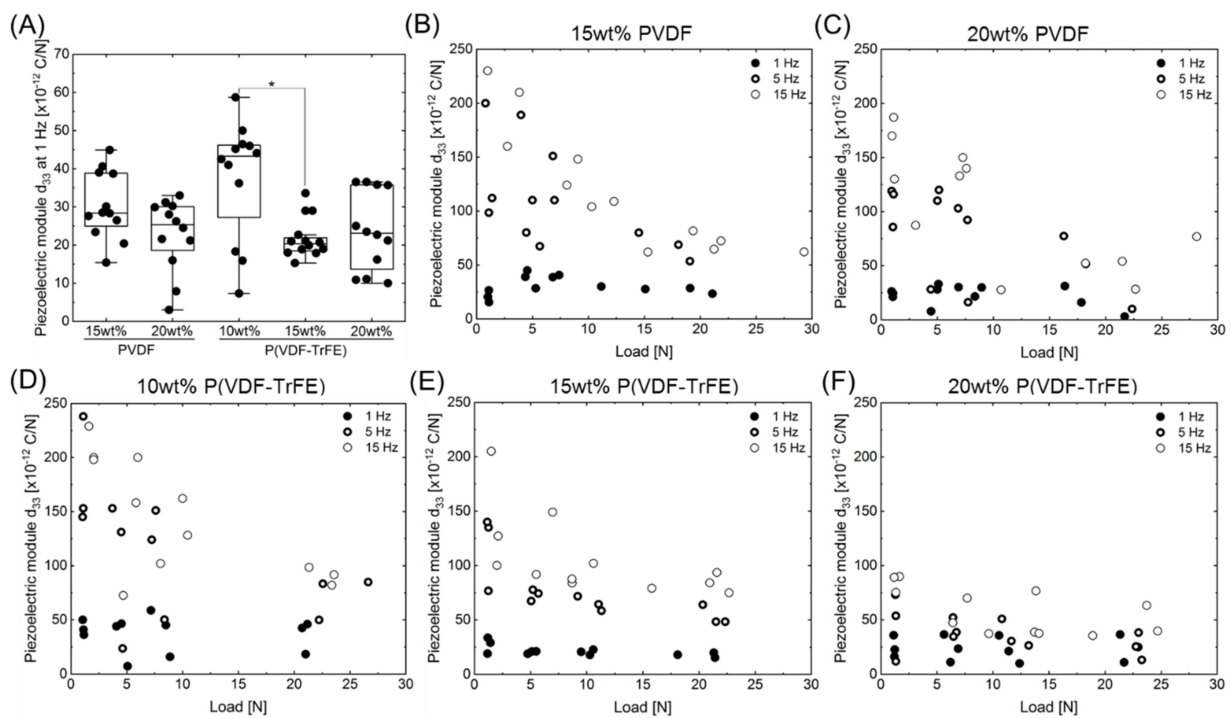 (A)
Piezoelectric module d33 at 1 Hz [x10-12 C/N]
70
60
50
40
30
20
10
0
*
15wt% 20wt% 10wt% 15wt% 20wt%
PVDF P(VDF-TrFE)
(B)
15wt% PVDF
Piezoelectric module d33 [x10-12 C/N]
250
200
150
100
50
0
1 Hz
5 Hz
15 Hz
0 5 10 15 20 25 30
Load [N]
(C)
20wt% PVDF
Piezoelectric module d33 [x10-12 C/N]
250
200
150
100
50
0
1 Hz
5 Hz
15 Hz
0 5 10 15 20 25 30
Load [N]
(D)
10wt% P(VDF-TrFE)
Piezoelectric module d33 [x10-12 C/N]
250
200
150
100
50
0
1 Hz
5 Hz
15 Hz
0 5 10 15 20 25 30
Load [N]
(E)
15wt% P(VDF-TrFE)
Piezoelectric module d33 [x10-12 C/N]
250
200
150
100
50
0
1 Hz
5 Hz
15 Hz
0 5 10 15 20 25 30
Load [N]
(F)
20wt% P(VDF-TrFE)
Piezoelectric module d33 [x10-12 C/N]
250
200
150
100
50
0
1 Hz
5 Hz
15 Hz
0 5 10 15 20 25 30
Load [N]